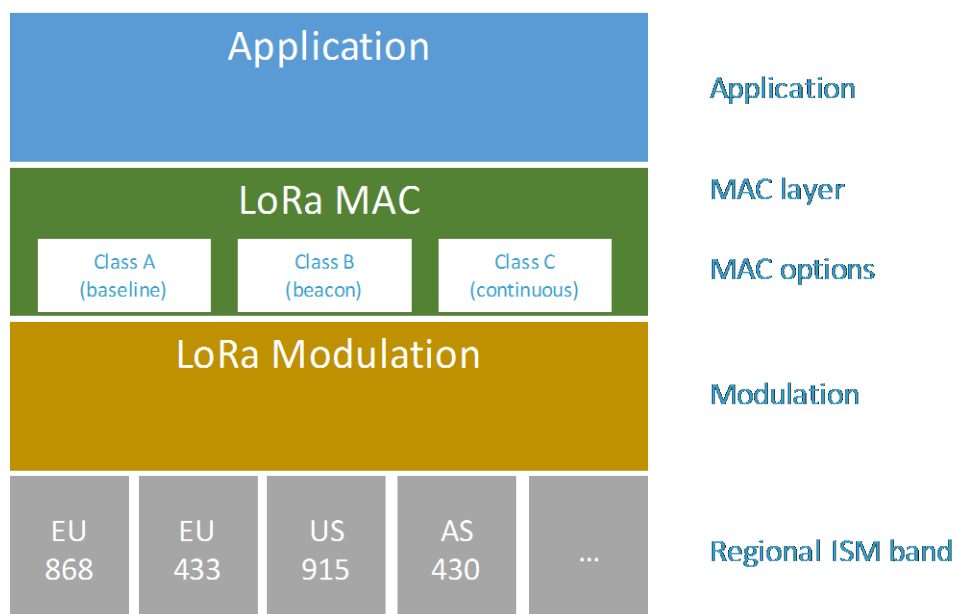 Application
Application
LoRa MAC
MAC layer
Class A
(baseline)
Class B
(beacon)
Class C
(continuous)
MAC options
LoRa Modulation
Modulation
EU
868
EU
433
US
915
AS
430
...
Regional ISM band